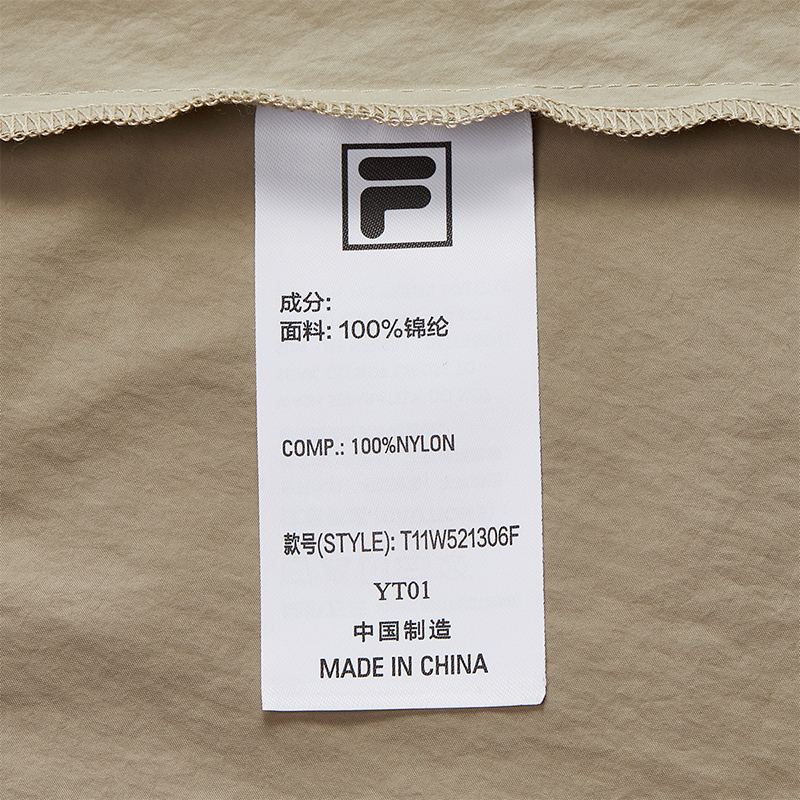 F
成分:
面料: 100%锦纶
COMP.: 100%NYLON
款号(STYLE): T11W521306F
YT01
中国制造
MADE IN CHINA